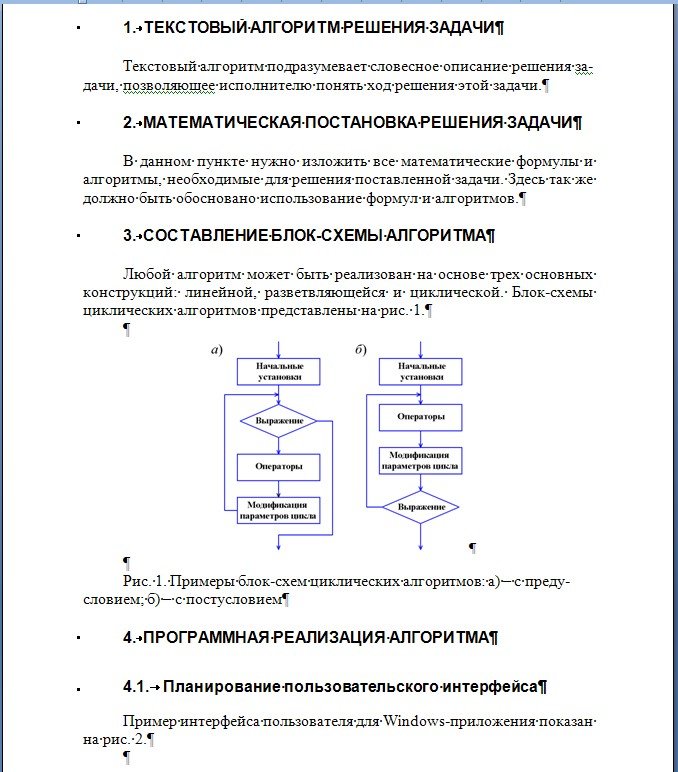 1. ТЕКСТОВЫЙ АЛГОРИТМ РЕШЕНИЯ ЗАДАЧИ¶
Текстовый алгоритм подразумевает словесное описание решения за-
дачи, позволяющее исполнителю понять ход решения этой задачи.¶
2. МАТЕМАТИЧЕСКАЯ ПОСТАНОВКА РЕШЕНИЯ ЗАДАЧИ¶
В данном пункте нужно изложить все математические формулы и
алгоритмы, необходимые для решения поставленной задачи. Здесь так же
должно быть обосновано использование формул и алгоритмов.¶
3. СОСТАВЛЕНИЕ БЛОК-СХЕМЫ АЛГОРИТМА¶
Любой алгоритм может быть реализован на основе трех основных
конструкций: линейной, разветвляющейся и циклической. Блок-схемы
циклических алгоритмов представлены на рис. 1.¶
¶
а)
Начальные
установки
Выражение
Операторы
Модификация
параметров цикла
б)
Начальные
установки
Операторы
Модификация
параметров цикла
Выражение
¶
¶
Рис. 1. Примеры блок-схем циклических алгоритмов: а) – с преду-
словием; б) – с постусловием¶
4. ПРОГРАММНАЯ РЕАЛИЗАЦИЯ АЛГОРИТМА¶
4.1. Планирование пользовательского интерфейса¶
Пример интерфейса пользователя для Windows-приложения показан
на рис. 2.¶
¶